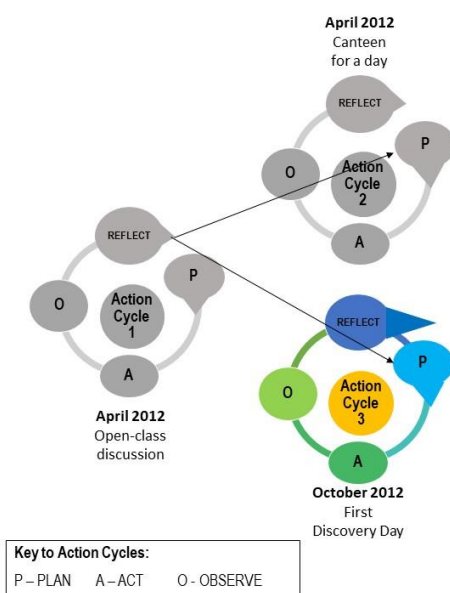 April 2012
Canteen
for a day
REFLECT
P
O
Action
Cycle
2
A
REFLECT
P
O
Action
Cycle
1
A
April 2012
Open-class
discussion
REFLECT
P
O
Action
Cycle
3
A
October 2012
First
Discovery Day
Key to Action Cycles:
P – PLAN A – ACT O - OBSERVE